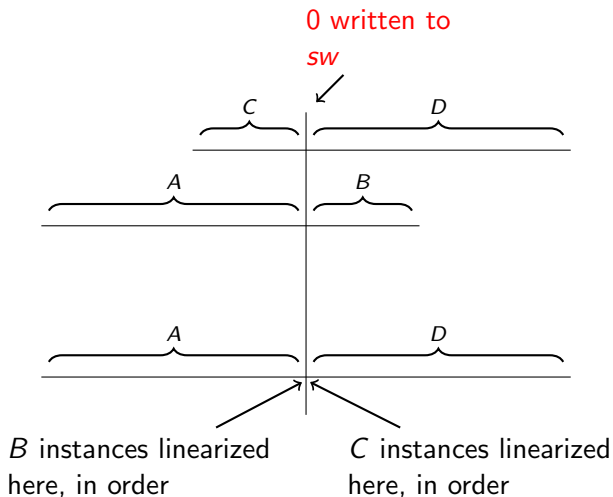 0 written to
sw
C
D
A
B
A
D
B instances linearized
here, in order
C instances linearized
here, in order